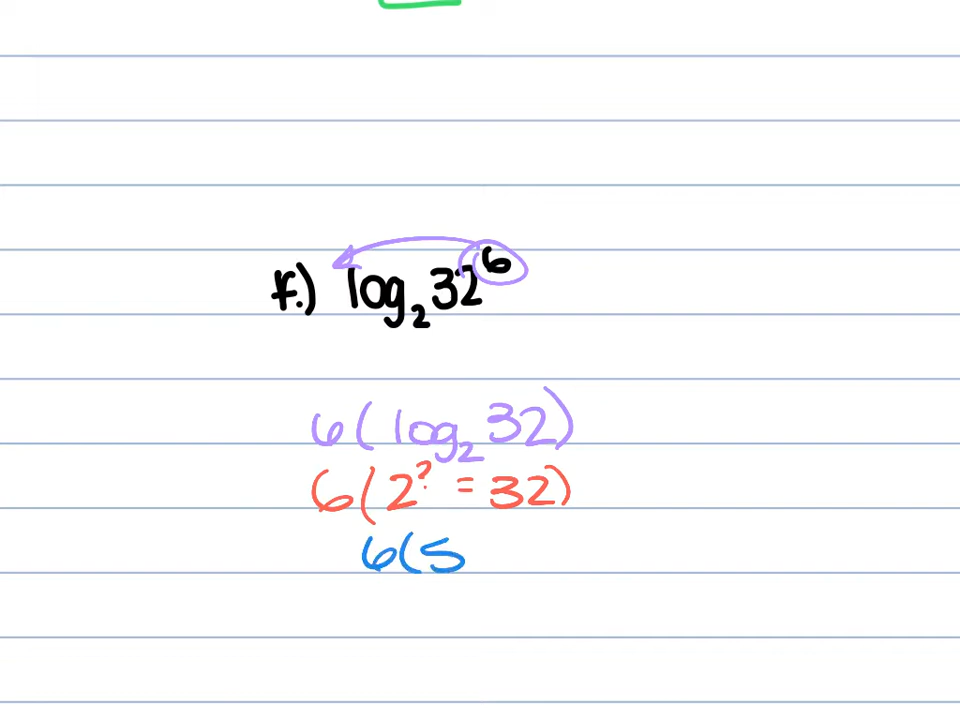 f.) log₂32⁶
6(log₂32)
6(2^? = 32)
6(5